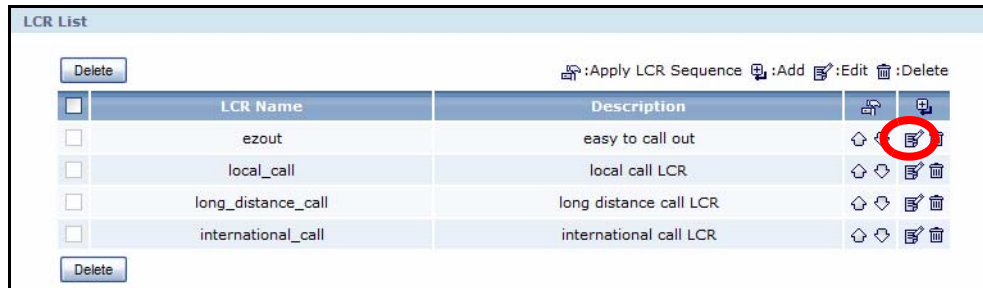 LCR List
Delete :Apply LCR Sequence :Add :Edit :Delete
LCR Name Description
ezout easy to call out
local_call local call LCR
long_distance_call long distance call LCR
international_call international call LCR
Delete